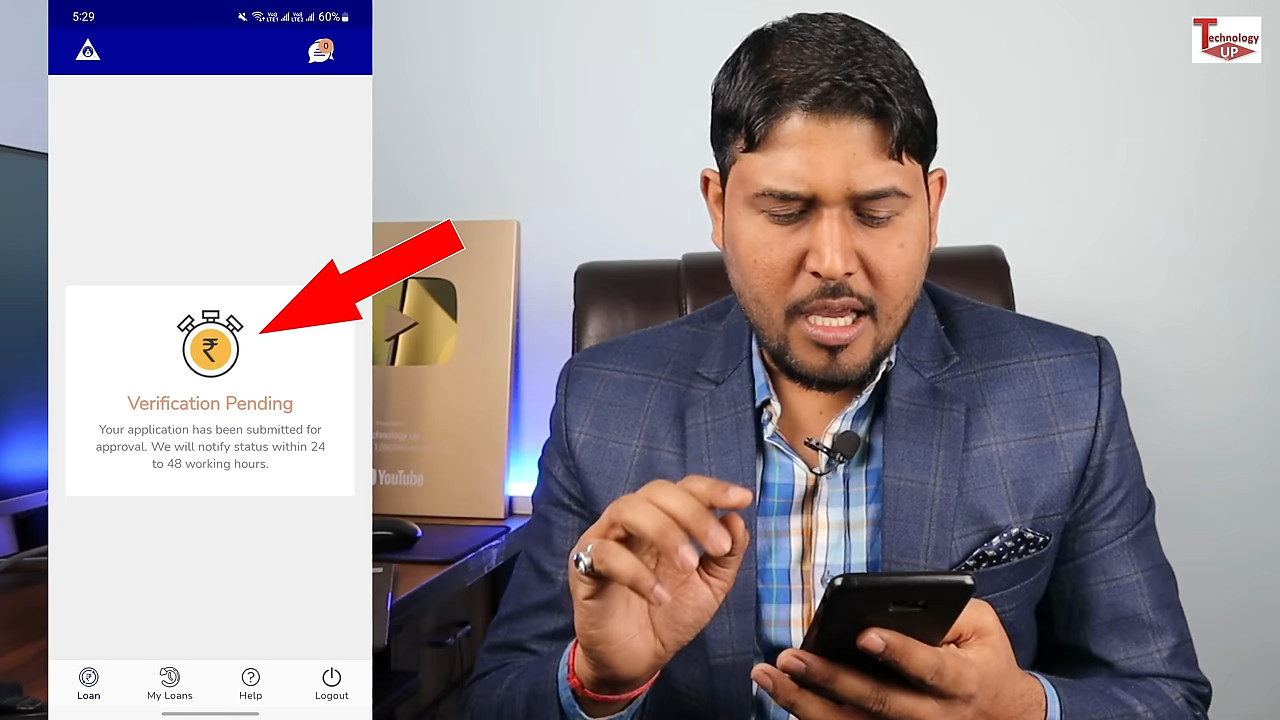 5:29
60%
0
₹
Verification Pending
Your application has been submitted for
approval. We will notify status within 24
to 48 working hours.
Loan
My Loans
Help
Logout
YouTube
Technology
UP